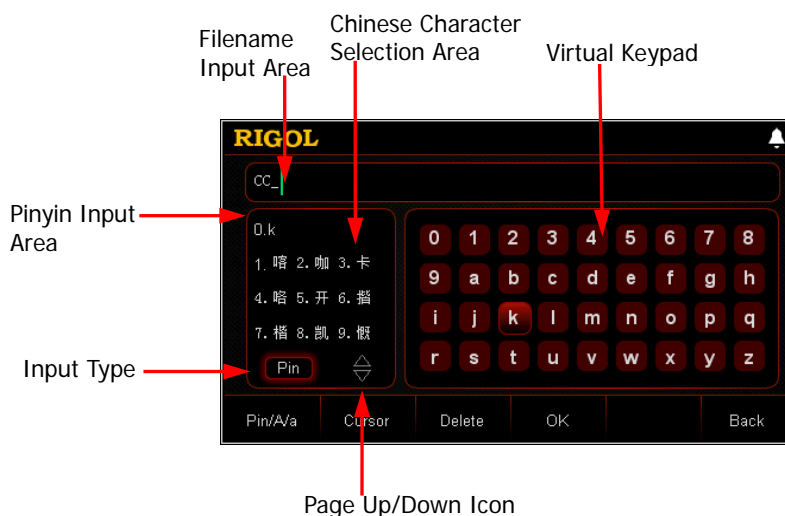 Filename
Input Area
Chinese Character
Selection Area
Virtual Keypad
RIGOL
CC_
Pinyin Input
Area
0.k
1. 喀 2. 咖 3. 卡
4. 咯 5. 开 6. 揩
7. 楷 8. 凯 9. 慨
Pin
Input Type
0 1 2 3 4 5 6 7 8
9 a b c d e f g h
i j k l m n o p q
r s t u v w x y z
Pin/A/a Cursor Delete OK Back
Page Up/Down Icon